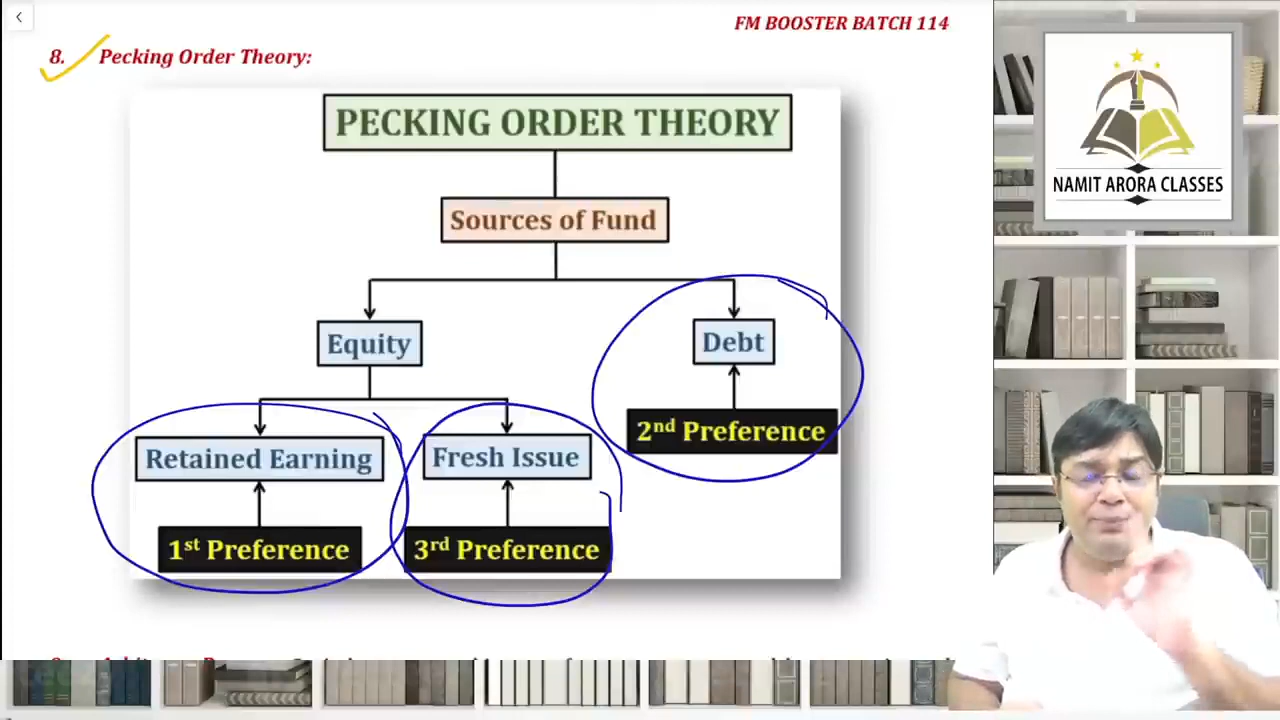 FM BOOSTER BATCH 114
8. Pecking Order Theory:
PECKING ORDER THEORY
Sources of Fund
Equity
Debt
2nd Preference
Retained Earning
Fresh Issue
1st Preference
3rd Preference
NAMIT ARORA CLASSES